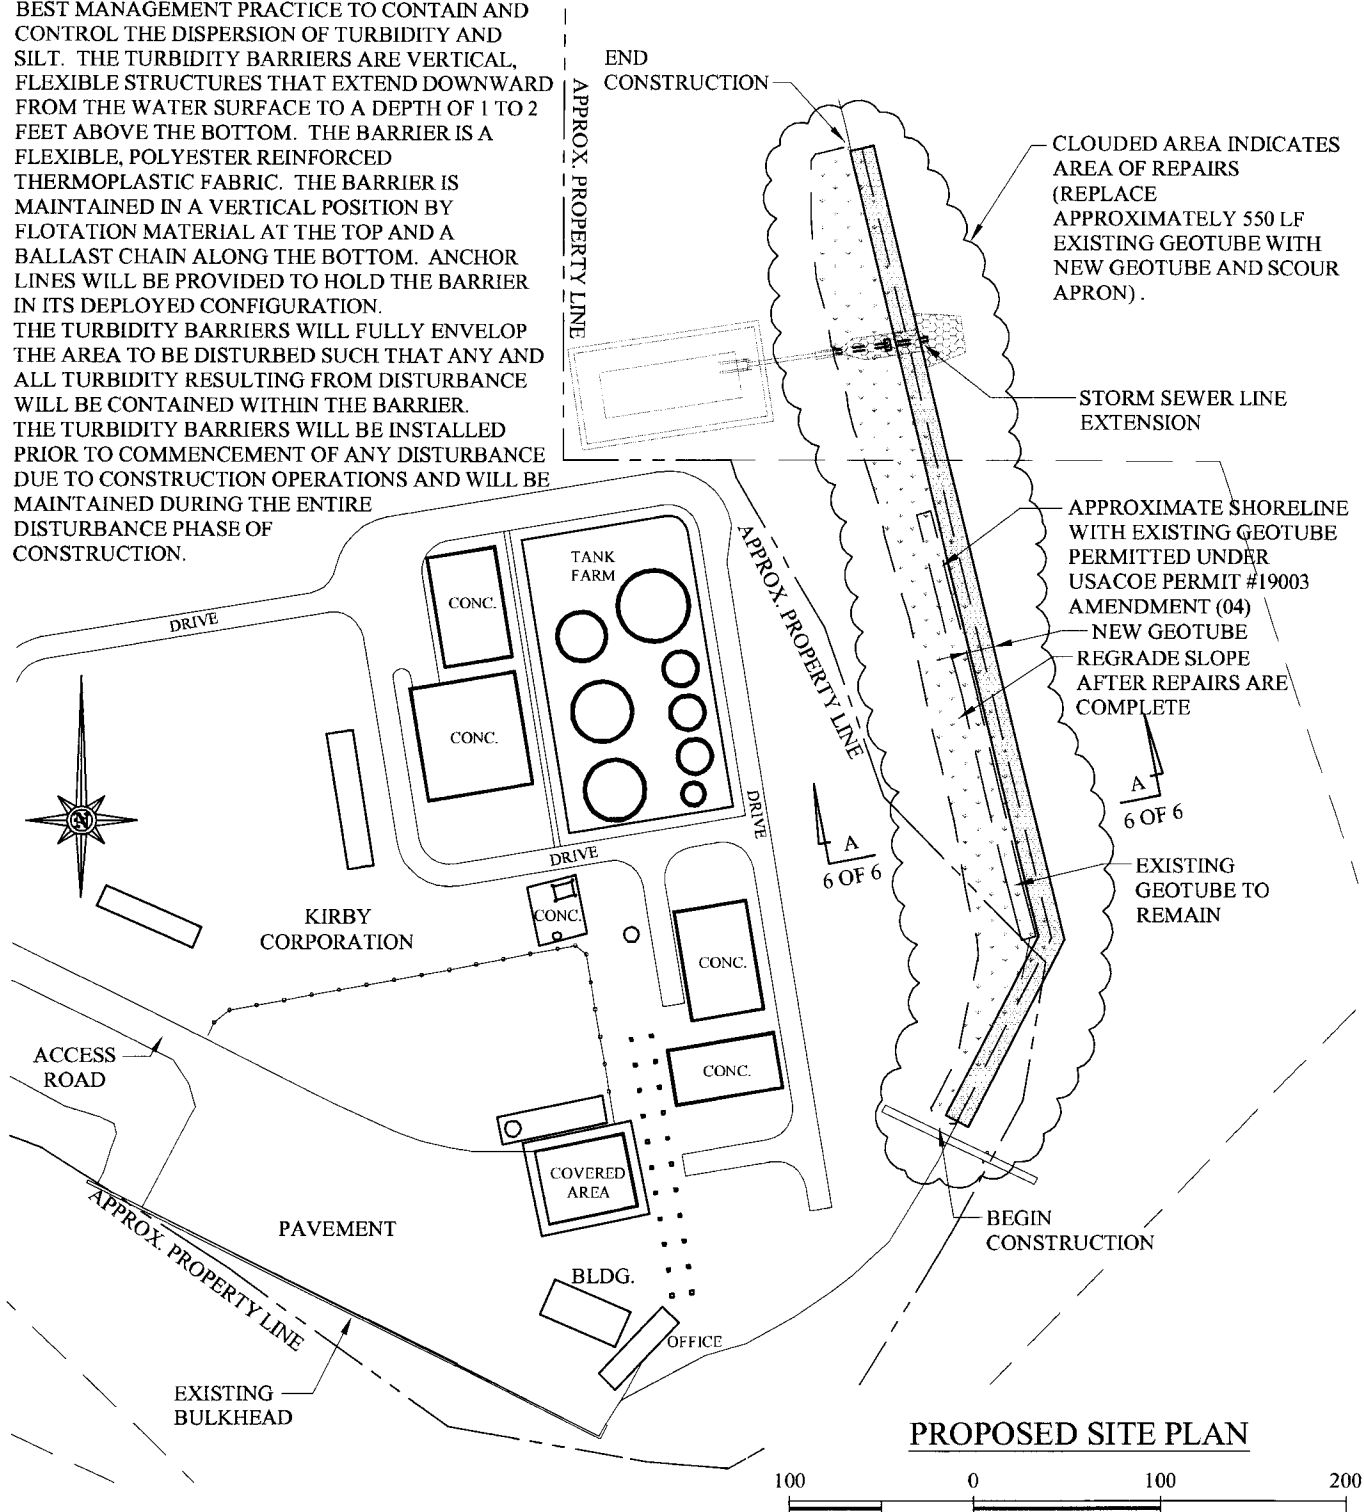 BEST MANAGEMENT PRACTICE TO CONTAIN AND
CONTROL THE DISPERSION OF TURBIDITY AND
SILT. THE TURBIDITY BARRIERS ARE VERTICAL,
FLEXIBLE STRUCTURES THAT EXTEND DOWNWARD
FROM THE WATER SURFACE TO A DEPTH OF 1 TO 2
FEET ABOVE THE BOTTOM. THE BARRIER IS A
FLEXIBLE, POLYESTER REINFORCED
THERMOPLASTIC FABRIC. THE BARRIER IS
MAINTAINED IN A VERTICAL POSITION BY
FLOTATION MATERIAL AT THE TOP AND A
BALLAST CHAIN ALONG THE BOTTOM. ANCHOR
LINES WILL BE PROVIDED TO HOLD THE BARRIER
IN ITS DEPLOYED CONFIGURATION.
THE TURBIDITY BARRIERS WILL FULLY ENVELOP
THE AREA TO BE DISTURBED SUCH THAT ANY AND
ALL TURBIDITY RESULTING FROM DISTURBANCE
WILL BE CONTAINED WITHIN THE BARRIER.
THE TURBIDITY BARRIERS WILL BE INSTALLED
PRIOR TO COMMENCEMENT OF ANY DISTURBANCE
DUE TO CONSTRUCTION OPERATIONS AND WILL BE
MAINTAINED DURING THE ENTIRE
DISTURBANCE PHASE OF
CONSTRUCTION.
APPROX. PROPERTY LINE
END
CONSTRUCTION
CLOUDED AREA INDICATES
AREA OF REPAIRS
(REPLACE
APPROXIMATELY 550 LF
EXISTING GEOTUBE WITH
NEW GEOTUBE AND SCOUR
APRON) .
STORM SEWER LINE
EXTENSION
APPROXIMATE SHORELINE
WITH EXISTING GEOTUBE
PERMITTED UNDER
USACOE PERMIT #19003
AMENDMENT (04)
NEW GEOTUBE
REGRADE SLOPE
AFTER REPAIRS ARE
COMPLETE
APPROX. PROPERTY LINE
TANK
FARM
CONC.
DRIVE
CONC.
N
DRIVE
DRIVE
A
6 OF 6
A
6 OF 6
EXISTING
GEOTUBE TO
REMAIN
KIRBY
CORPORATION
CONC.
CONC.
CONC.
ACCESS
ROAD
COVERED
AREA
APPROX. PROPERTY LINE
PAVEMENT
BEGIN
CONSTRUCTION
BLDG.
OFFICE
EXISTING
BULKHEAD
PROPOSED SITE PLAN
100 0 100 200